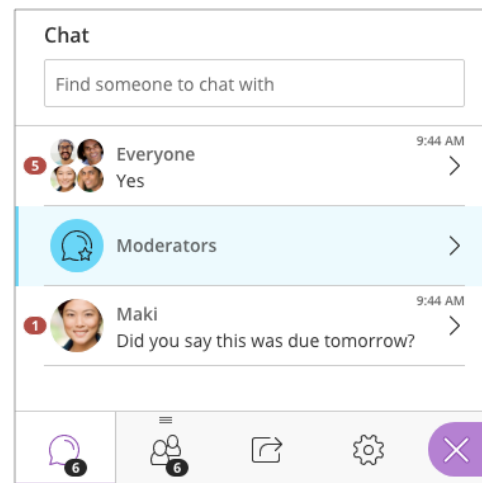 Chat
Find someone to chat with
9:44 AM
5
Everyone
Yes
Moderators
9:44 AM
1
Maki
Did you say this was due tomorrow?
6
6